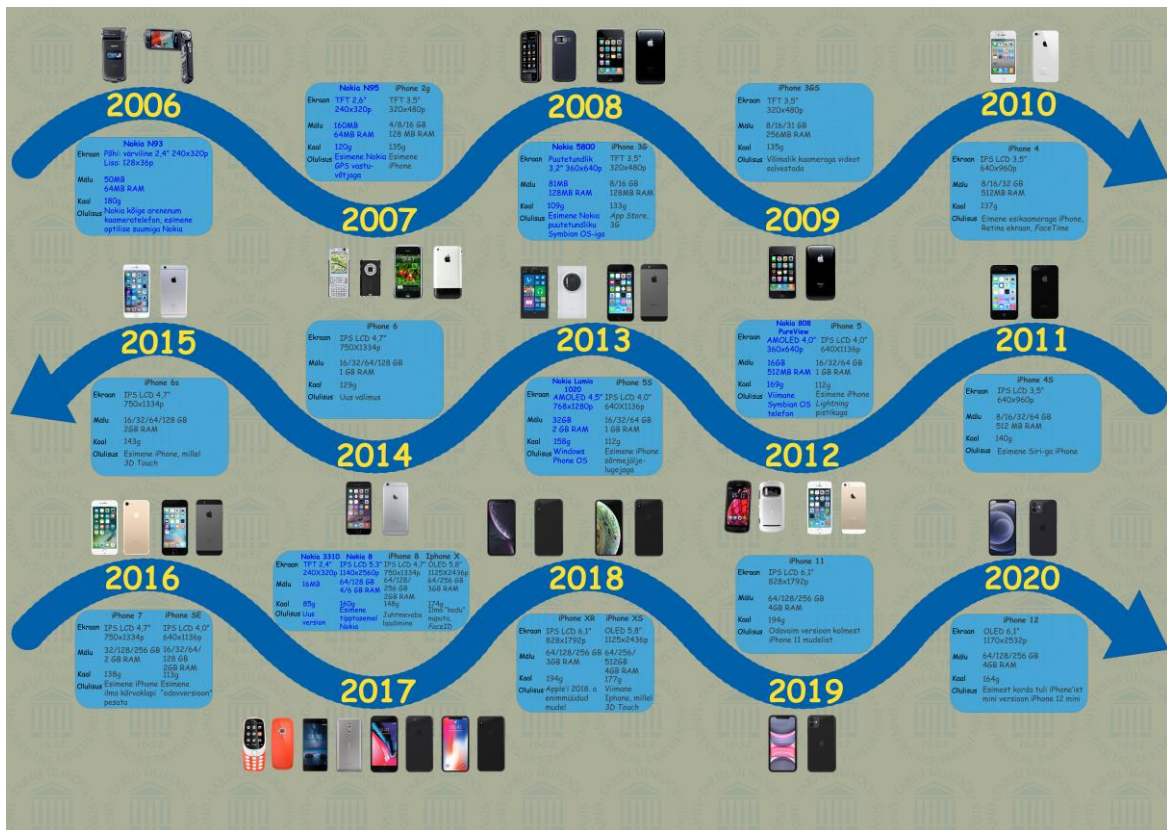 2006
Nokia N93
Ekraan Põhi: värviline 2,4" 240x320p
Lisa: 128x36p
Mälu 50MB
64MB RAM
Kaal 180g
Olulisus Nokia kõige arenenum
kaameratelefon, esimene
optilise suumiga Nokia
Nokia N95 iPhone 2g
Ekraan TFT 2,6" TFT 3,5"
240x320p 320x480p
Mälu 160MB 4/8/16 GB
64MB RAM 128 MB RAM
Kaal 120g 135g
Olulisus Esimene Nokia Esimene
GPS vastu- iPhone
võtjaga
2007
2008
Nokia 5800 iPhone 3G
Ekraan Puutetundlik TFT 3,5"
3,2" 360x640p 320x480p
Mälu 81MB 8/16 GB
128MB RAM 128MB RAM
Kaal 109g 133g
Olulisus Esimene Nokia App Store,
puutetundliku 3G
Symbian OS-iga
iPhone 3GS
Ekraan TFT 3,5"
320x480p
Mälu 8/16/31 GB
256MB RAM
Kaal 135g
Olulisus Võimalik kaameraga videot
salvestada
2009
2010
iPhone 4
Ekraan IPS LCD 3,5"
640x960p
Mälu 8/16/32 GB
512MB RAM
Kaal 137g
Olulisus Eimene esikaameraga iPhone,
Retina ekraan, FaceTime
2011
iPhone 4S
Ekraan IPS LCD 3,5"
640x960p
Mälu 8/16/32/64 GB
512 MB RAM
Kaal 140g
Olulisus Esimene Siri-ga iPhone
Nokia 808 iPhone 5
PureView
Ekraan AMOLED 4,0" IPS LCD 4,0"
360x640p 640X1136p
Mälu 16GB 16/32/64 GB
512MB RAM 1 GB RAM
Kaal 169g 112g
Olulisus Viimane Esimene iPhone
Symbian OS Lightning
telefon pistikuga
2012
2013
Nokia Lumia iPhone 5S
1020
Ekraan AMOLED 4,5" IPS LCD 4,0"
768x1280p 640X1136p
Mälu 32GB 16/32/64 GB
2 GB RAM 1 GB RAM
Kaal 158g 112g
Olulisus Windows Esimene iPhone
Phone OS sõrmejälje-
lugejaga
iPhone 6
Ekraan IPS LCD 4,7"
750X1334p
Mälu 16/32/64/128 GB
1 GB RAM
Kaal 129g
Olulisus Uus välimus
2014
2015
iPhone 6s
Ekraan IPS LCD 4,7"
750x1334p
Mälu 16/32/64/128 GB
2GB RAM
Kaal 143g
Olulisus Esimene iPhone, millel
3D Touch
2016
iPhone 7 iPhone SE
Ekraan IPS LCD 4,7" IPS LCD 4,0"
750x1334p 640x1136p
Mälu 32/128/256 GB 16/32/64/
2 GB RAM 128 GB
2GB RAM
Kaal 138g 113g
Olulisus Esimene iPhone Esimene
ilma kõrvaklapi "odavversioon"
peseta
Nokia 3310 Nokia 8 iPhone 8 Iphone X
Ekraan TFT 2,4" IPS LCD 5,3" IPS LCD 4,7" OLED 5,8"
240X320p 1140x2560p 750x1334p 1125X2436p
Mälu 16MB 64/128 GB 64/128/ 64/256 GB
4/6 GB RAM 256 GB 3GB RAM
2GB RAM
Kaal 85g 160g 148g 174g
Olulisus Uus Esimene Juhtmevaba Ilma "kodu"
version tipptasemel laadimine nuputa,
Nokia FaceID
2017
2018
iPhone XR iPhone XS
Ekraan IPS LCD 6,1" OLED 5,8"
828x1792p 1125x2436p
Mälu 64/128/256 GB 64/256/
3GB RAM 512GB
4GB RAM
Kaal 194g 177g
Olulisus Apple'i 2018. a Viimane
enimmüüdud Iphone, millel
mudel 3D Touch
iPhone 11
Ekraan IPS LCD 6,1"
828x1792p
Mälu 64/128/256 GB
4GB RAM
Kaal 194g
Olulisus Odavaim versioon kolmest
iPhone 11 mudelist
2019
2020
iPhone 12
Ekraan OLED 6,1"
1170x2532p
Mälu 64/128/256 GB
4GB RAM
Kaal 164g
Olulisus Esimest korda tuli iPhone'ist
mini versioon iPhone 12 mini